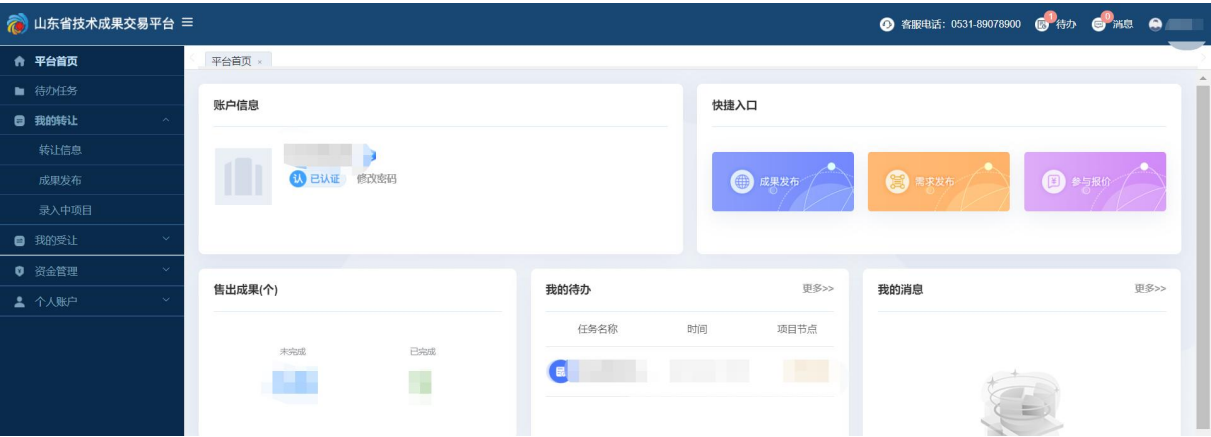 山东省技术成果交易平台
客服电话：0531-89078900
1
待办
0
消息
平台首页
待办任务
我的转让
转让信息
成果发布
录入中项目
我的受让
资金管理
个人账户
平台首页 ×
账户信息
认 已认证 修改密码
快捷入口
成果发布
需求发布
参与报价
售出成果(个)
未完成 已完成
我的待办 更多>>
任务名称 时间 项目节点
我的消息 更多>>